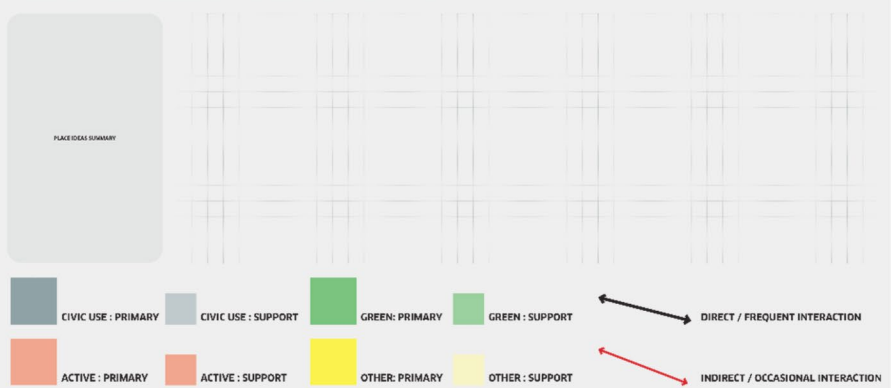 PLACE IDEAS SUMMARY
CIVIC USE : PRIMARY
CIVIC USE : SUPPORT
GREEN: PRIMARY
GREEN : SUPPORT
DIRECT / FREQUENT INTERACTION
ACTIVE : PRIMARY
ACTIVE : SUPPORT
OTHER: PRIMARY
OTHER : SUPPORT
INDIRECT / OCCASIONAL INTERACTION